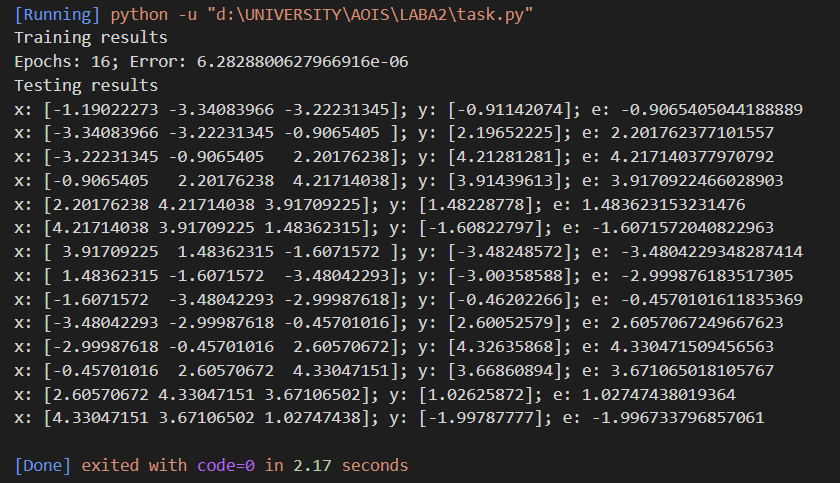 [Running] python -u "d:\UNIVERSITY\AOIS\LABA2\task.py"
Training results
Epochs: 16; Error: 6.2828800627966916e-06
Testing results
x: [-1.19022273 -3.34083966 -3.22231345]; y: [-0.91142074]; e: -0.9065405044188889
x: [-3.34083966 -3.22231345 -0.9065405 ]; y: [2.19652225]; e: 2.201762377101557
x: [-3.22231345 -0.9065405   2.20176238]; y: [4.21281281]; e: 4.217140377970792
x: [-0.9065405   2.20176238  4.21714038]; y: [3.91439613]; e: 3.9170922466028903
x: [2.20176238 4.21714038 3.91709225]; y: [1.48228778]; e: 1.483623153231476
x: [4.21714038 3.91709225 1.48362315]; y: [-1.60822797]; e: -1.6071572040822963
x: [ 3.91709225  1.48362315 -1.6071572 ]; y: [-3.48248572]; e: -3.4804229348287414
x: [ 1.48362315 -1.6071572  -3.48042293]; y: [-3.00358588]; e: -2.999876183517305
x: [-1.6071572  -3.48042293 -2.99987618]; y: [-0.46202266]; e: -0.4570101611835369
x: [-3.48042293 -2.99987618 -0.45701016]; y: [2.60052579]; e: 2.6057067249667623
x: [-2.99987618 -0.45701016  2.60570672]; y: [4.32635868]; e: 4.330471509456563
x: [-0.45701016  2.60570672  4.33047151]; y: [3.66860894]; e: 3.671065018105767
x: [2.60570672 4.33047151 3.67106502]; y: [1.02625872]; e: 1.02747438019364
x: [4.33047151 3.67106502 1.02747438]; y: [-1.99787777]; e: -1.996733796857061
[Done] exited with code=0 in 2.17 seconds